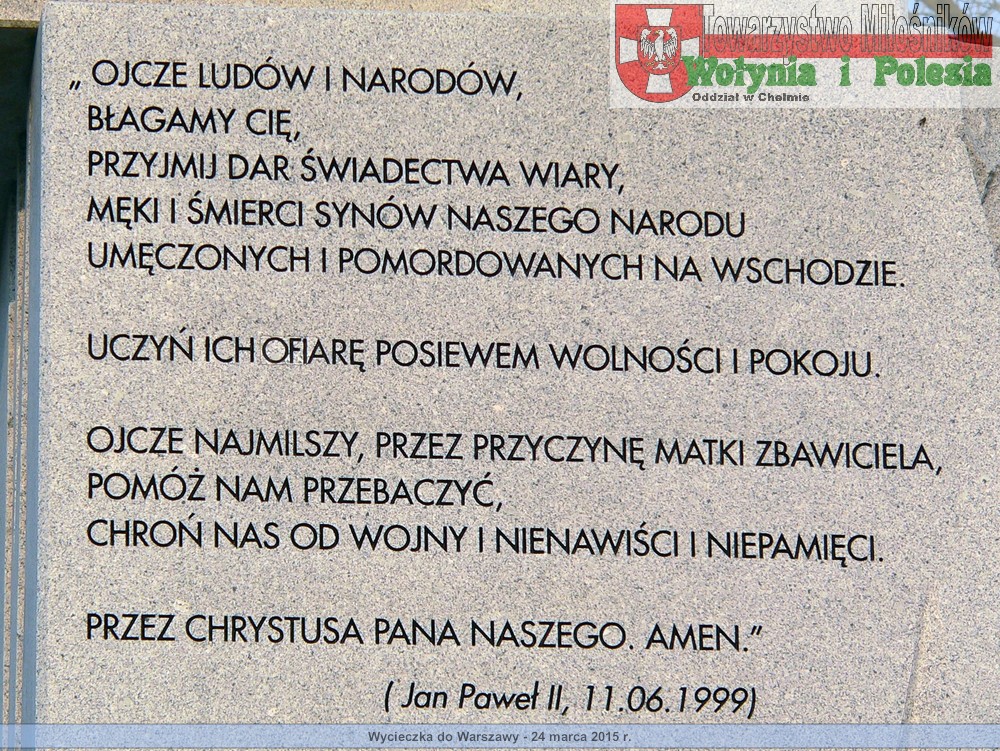 Towarzystwo Miłośników
Wołynia i Polesia
Oddział w Chełmie
„ OJCZE LUDÓW I NARODÓW,
BŁAGAMY CIĘ,
PRZYJMIJ DAR ŚWIADECTWA WIARY,
MĘKI I ŚMIERCI SYNÓW NASZEGO NARODU
UMĘCZONYCH I POMORDOWANYCH NA WSCHODZIE.
UCZYŃ ICH OFIARĘ POSIEWEM WOLNOŚCI I POKOJU.
OJCZE NAJMILSZY, PRZEZ PRZYCZYNĘ MATKI ZBAWICIELA,
POMÓŻ NAM PRZEBACZYĆ,
CHROŃ NAS OD WOJNY I NIENAWIŚCI I NIEPAMIĘCI.
PRZEZ CHRYSTUSA PANA NASZEGO. AMEN.”
( Jan Paweł II, 11.06.1999)
Wycieczka do Warszawy - 24 marca 2015 r.